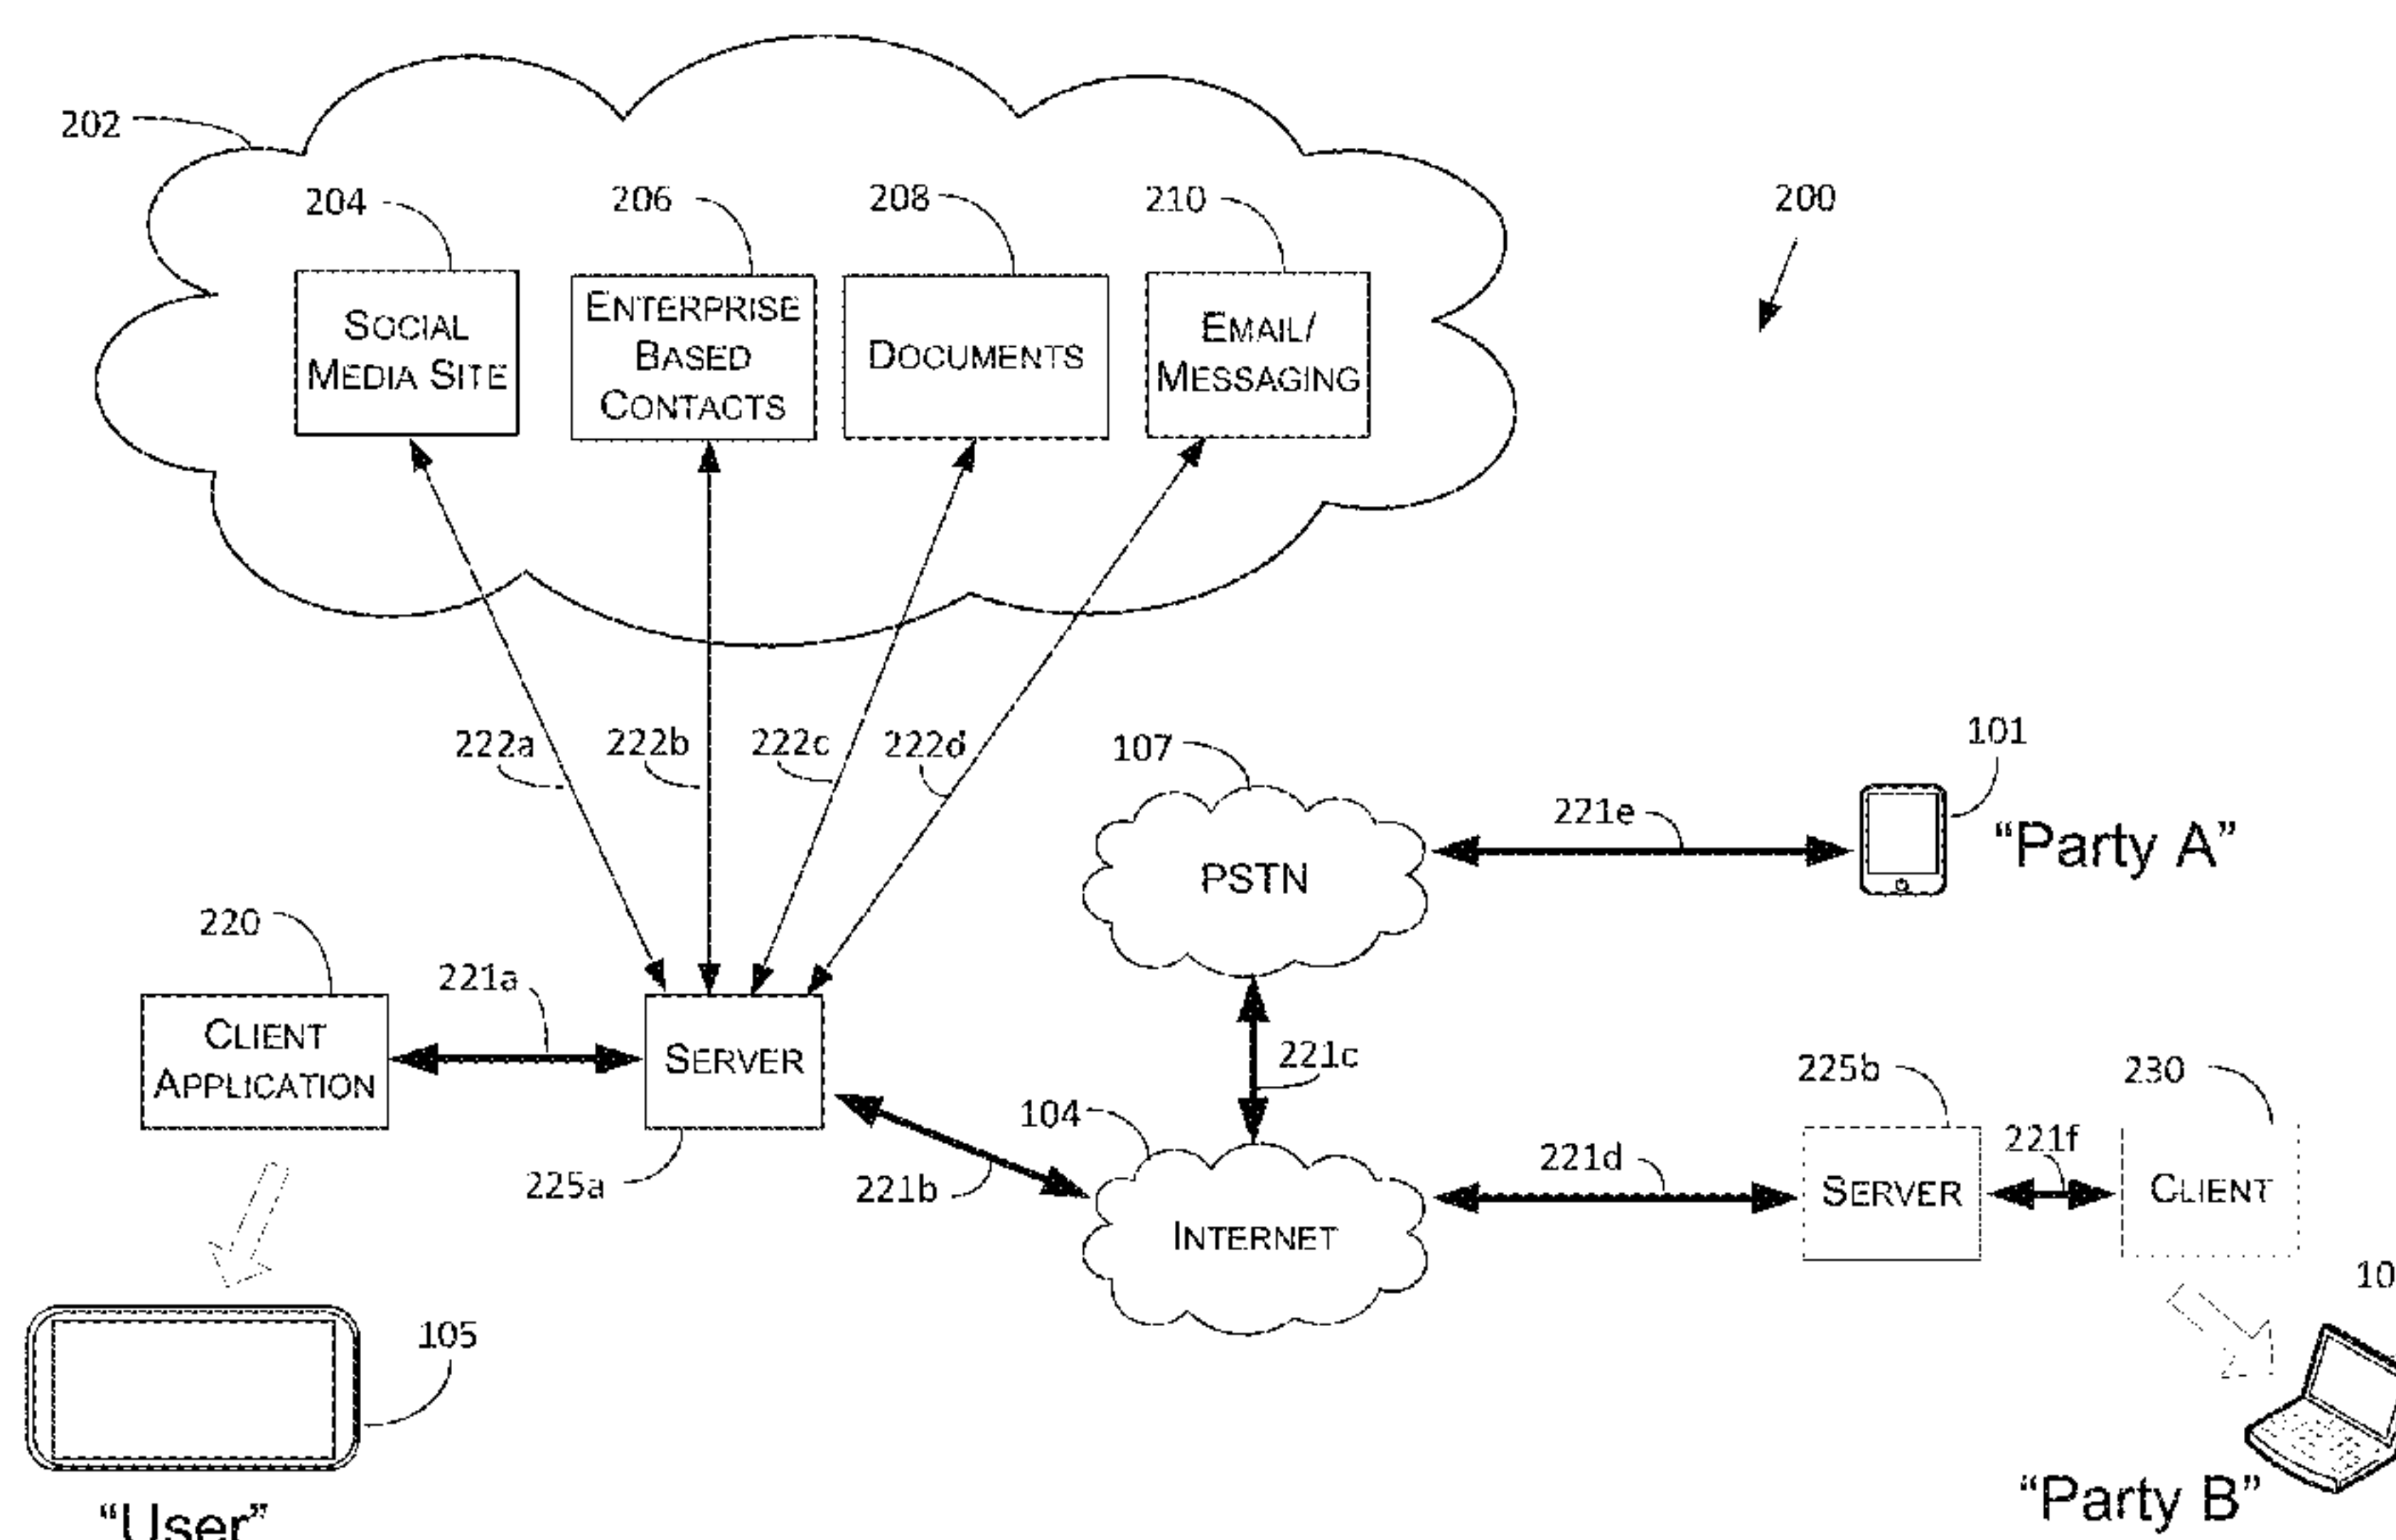 202
204
206
208
210
200
SOCIAL
MEDIA SITE
ENTERPRISE
BASED
CONTACTS
DOCUMENTS
EMAIL/
MESSAGING
222a
222b
222c
222d
107
101
221e
"Party A"
PSTN
220
221a
CLIENT
APPLICATION
SERVER
225a
221b
221c
104
INTERNET
221d
225b
SERVER
221f
230
CLIENT
105
"User"
"Party B"